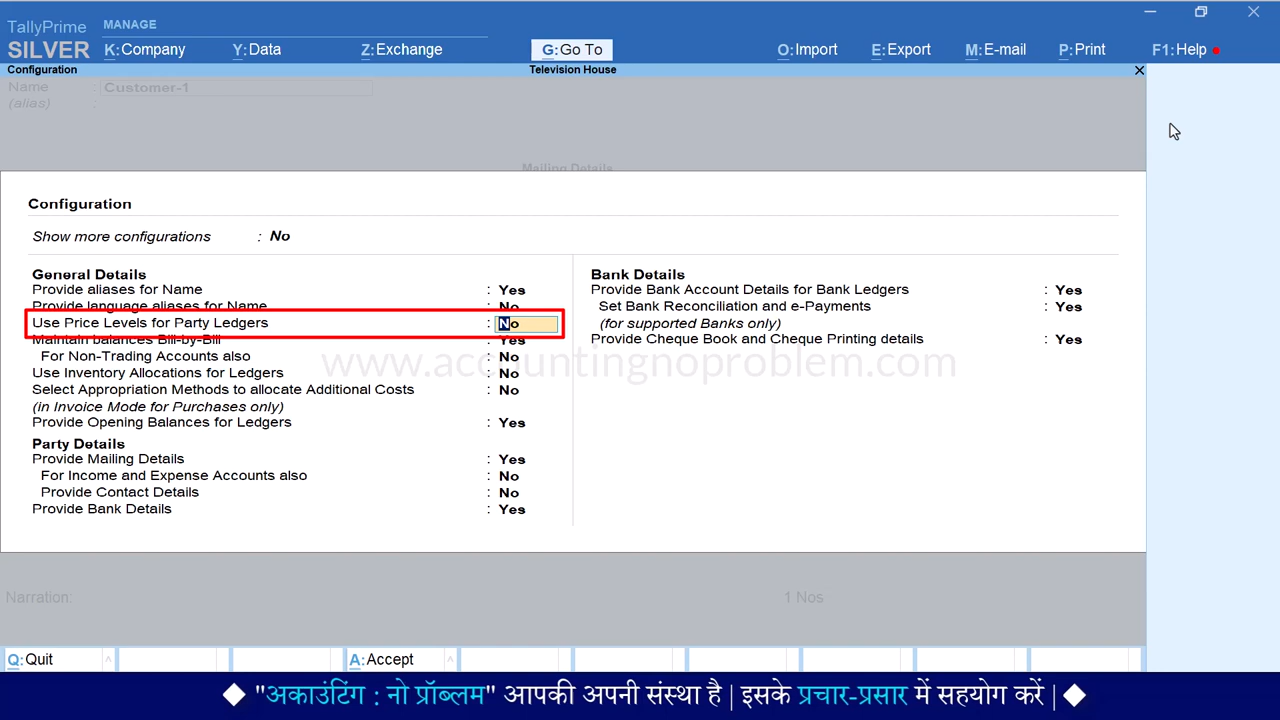 TallyPrime
MANAGE
SILVER
K:Company
Y:Data
Z:Exchange
G:Go To
O:Import
E:Export
M:E-mail
P:Print
F1:Help
Configuration
Television House
Name : Customer-1
(alias) :
Mailing Details
Configuration
Show more configurations : No
General Details
Provide aliases for Name : Yes
Provide language aliases for Name : No
Use Price Levels for Party Ledgers : No
Maintain balances Bill-by-Bill : Yes
For Non-Trading Accounts also : No
Use Inventory Allocations for Ledgers : No
Select Appropriation Methods to allocate Additional Costs : No
(in Invoice Mode for Purchases only)
Provide Opening Balances for Ledgers : Yes
Party Details
Provide Mailing Details : Yes
For Income and Expense Accounts also : No
Provide Contact Details : No
Provide Bank Details : Yes
Bank Details
Provide Bank Account Details for Bank Ledgers : Yes
Set Bank Reconciliation and e-Payments : Yes
(for supported Banks only)
Provide Cheque Book and Cheque Printing details : Yes
www.accountingnoproblem.com
Narration:
1 Nos
Q:Quit
A:Accept
"अकाउंटिंग : नो प्रॉब्लम" आपकी अपनी संस्था है | इसके प्रचार-प्रसार में सहयोग करें |